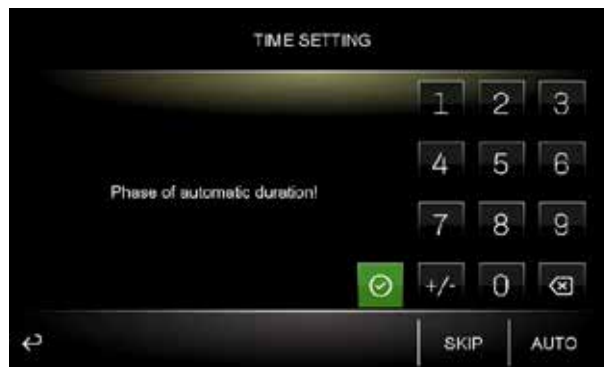 TIME SETTING
1 2 3
4 5 6
Phase of automatic duration!
7 8 9
+/- 0
SKIP AUTO